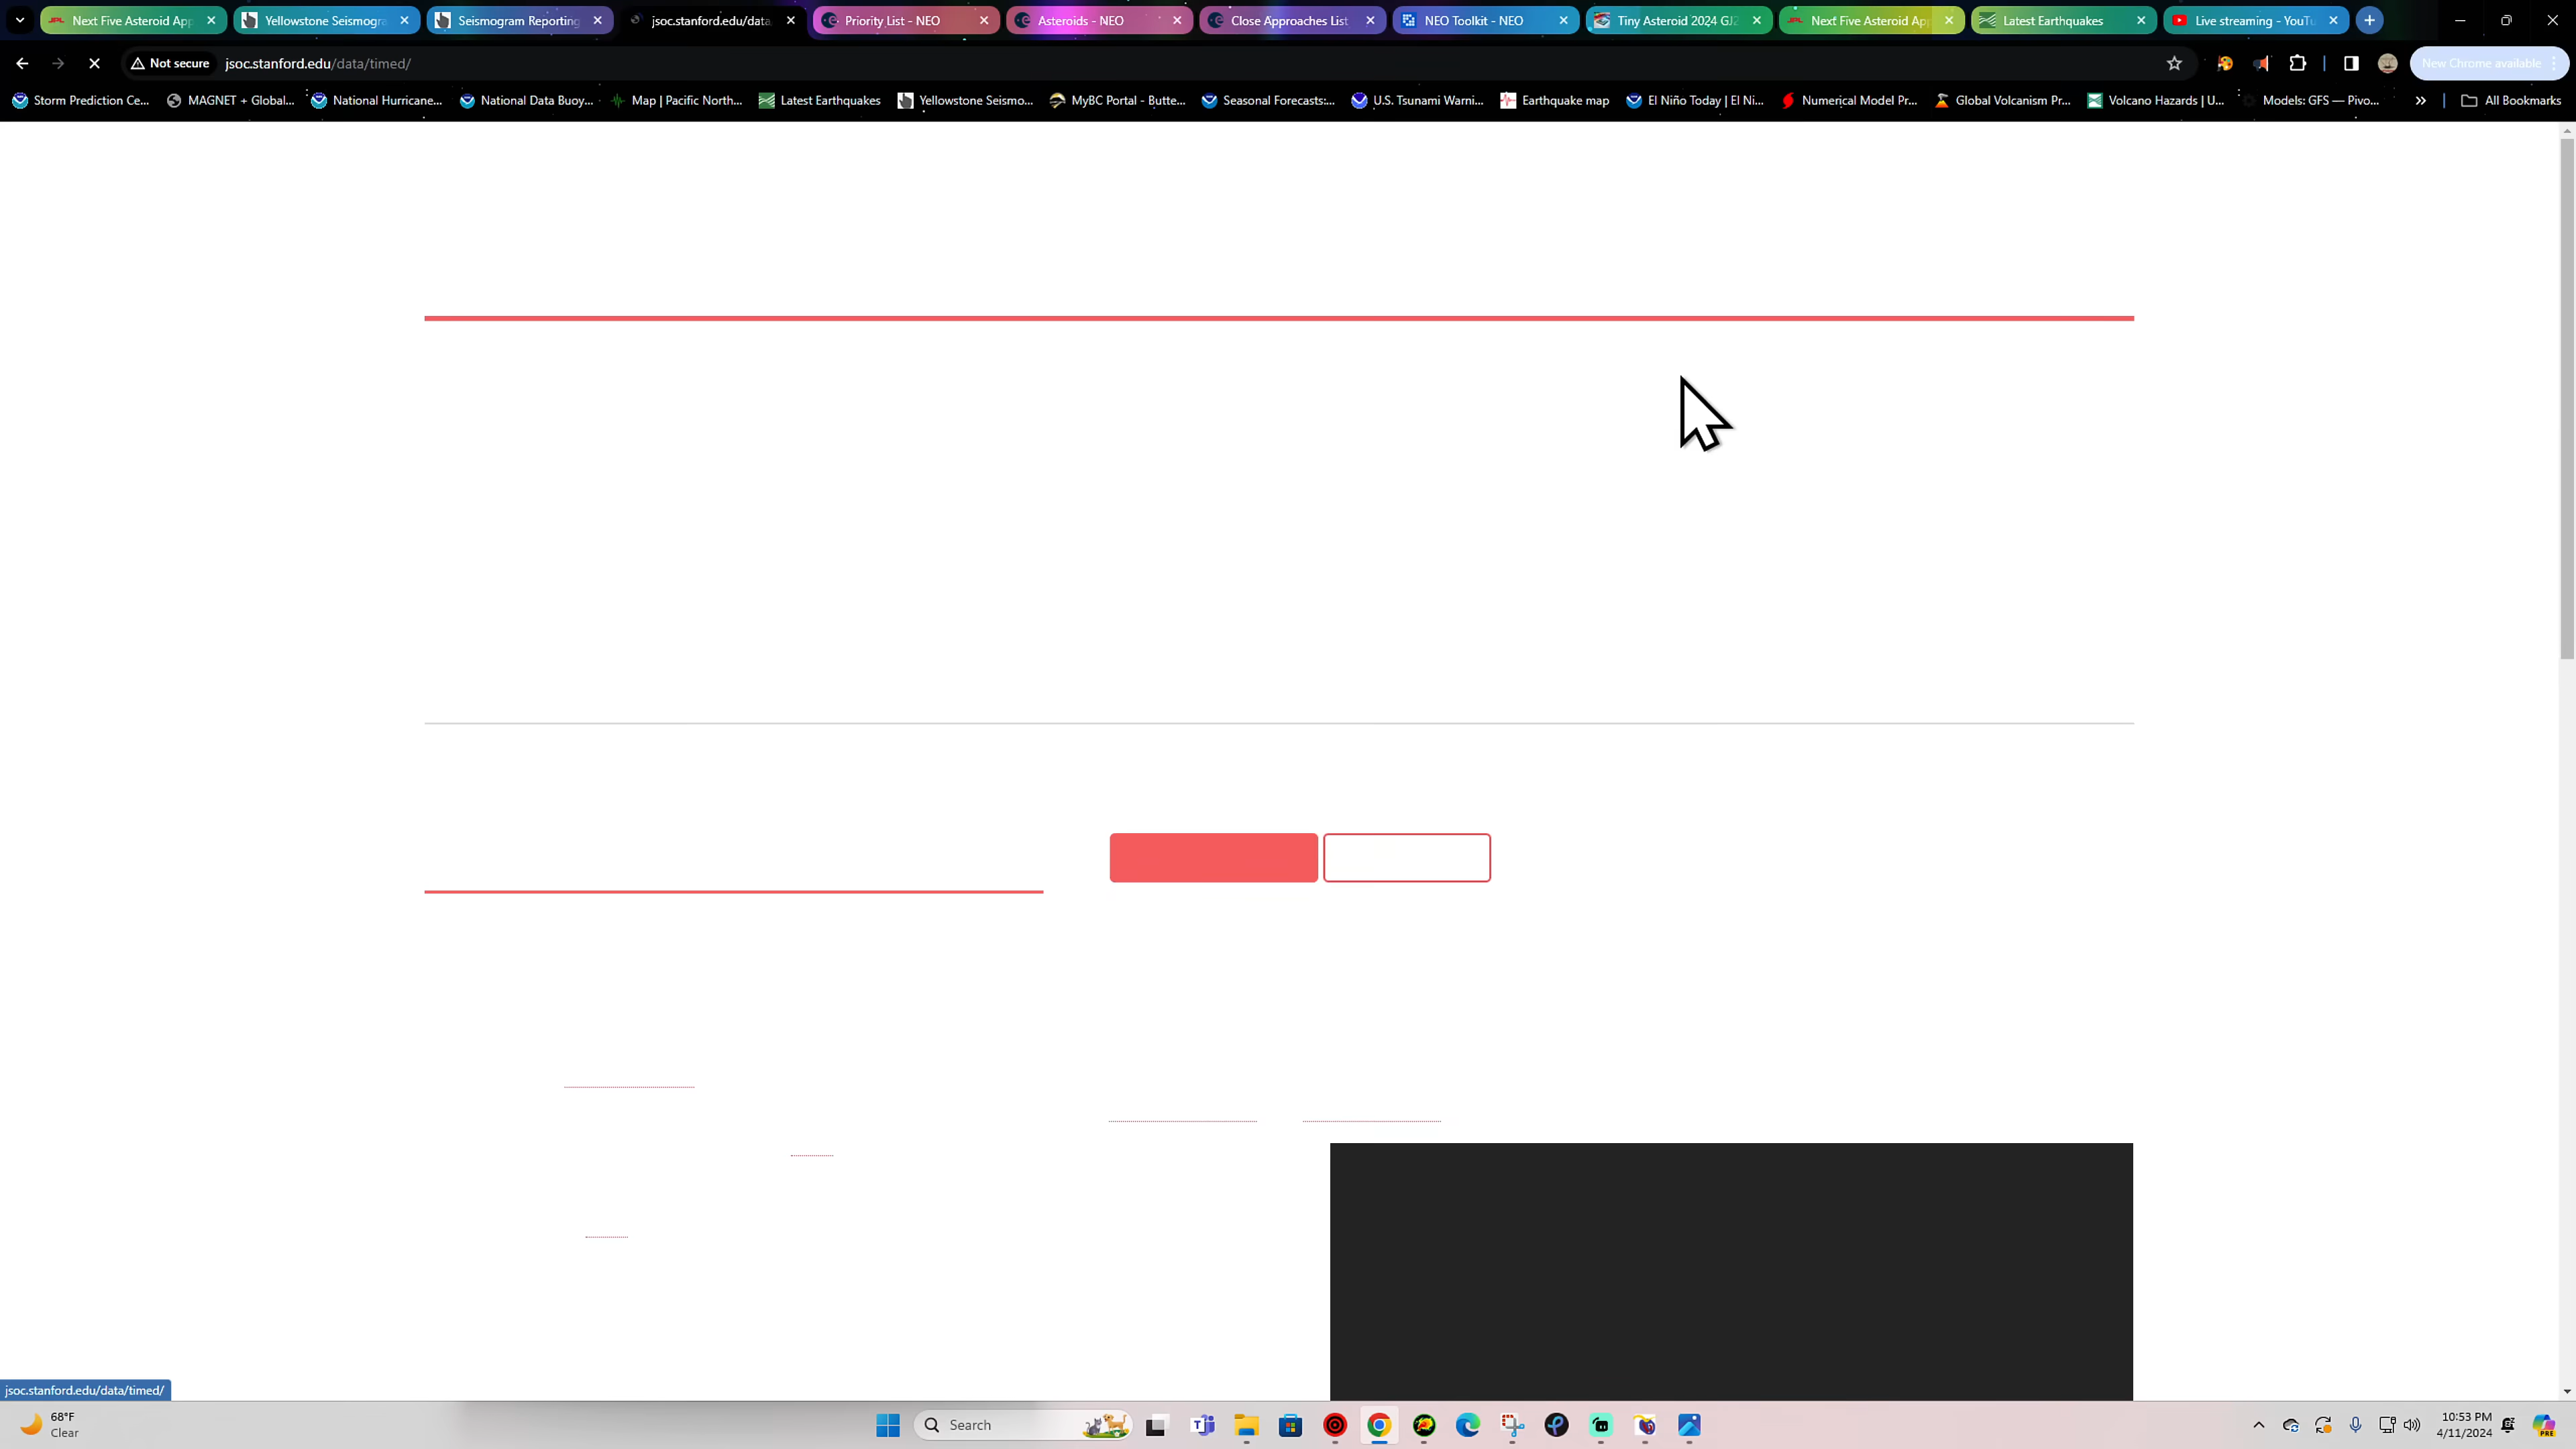 Next Five Asteroid App
Yellowstone Seismogra
Seismogram Reporting
jsoc.stanford.edu/data
Priority List - NEO
Asteroids - NEO
Close Approaches List
NEO Toolkit - NEO
Tiny Asteroid 2024 GJ2
Next Five Asteroid App
Latest Earthquakes
Live streaming - YouTu
Not secure
jsoc.stanford.edu/data/timed/
New Chrome available
Storm Prediction Ce...
MAGNET + Global...
National Hurricane...
National Data Buoy...
Map | Pacific North...
Latest Earthquakes
Yellowstone Seismo...
MyBC Portal - Butte...
Seasonal Forecasts:...
U.S. Tsunami Warni...
Earthquake map
El Niño Today | El Ni...
Numerical Model Pr...
Global Volcanism Pr...
Volcano Hazards | U...
Models: GFS — Pivo...
All Bookmarks
jsoc.stanford.edu/data/timed/
68°F
Clear
Search
10:53 PM
4/11/2024
PRE